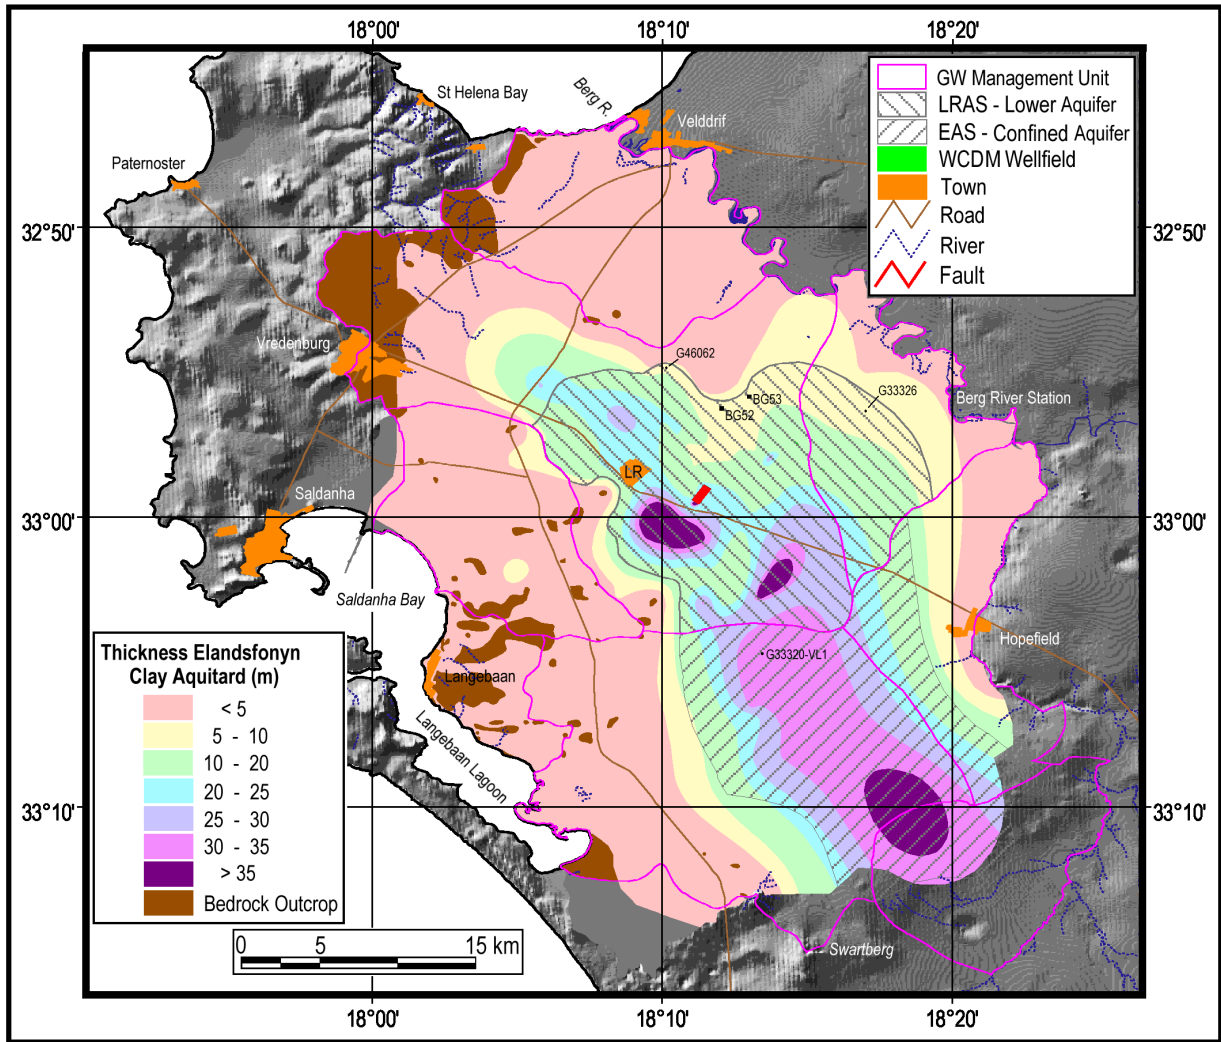 18°00'
18°10'
18°20'
GW Management Unit
LRAS - Lower Aquifer
EAS - Confined Aquifer
WCDM Wellfield
Town
Road
River
Fault
St Helena Bay
Berg R.
Velddrif
Paternoster
32°50'
32°50'
Vredenburg
G46062
G33326
BG53
BG52
Berg River Station
LR
Saldanha
33°00'
33°00'
Saldanha Bay
Hopefield
G33320-VL1
Langebaan
Langebaan Lagoon
Thickness Elandsfonyn
Clay Aquitard (m)
< 5
5 - 10
10 - 20
20 - 25
25 - 30
30 - 35
> 35
Bedrock Outcrop
33°10'
33°10'
0 5 15 km
Swartberg
18°00'
18°10'
18°20'